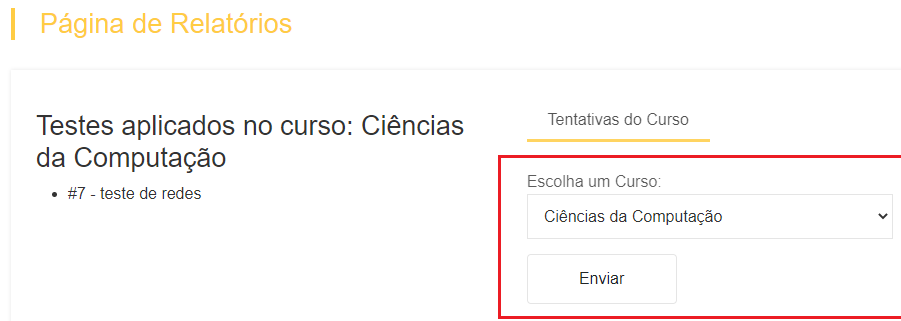 Página de Relatórios
Testes aplicados no curso: Ciências
da Computação
#7 - teste de redes
Tentativas do Curso
Escolha um Curso:
Ciências da Computação
Enviar